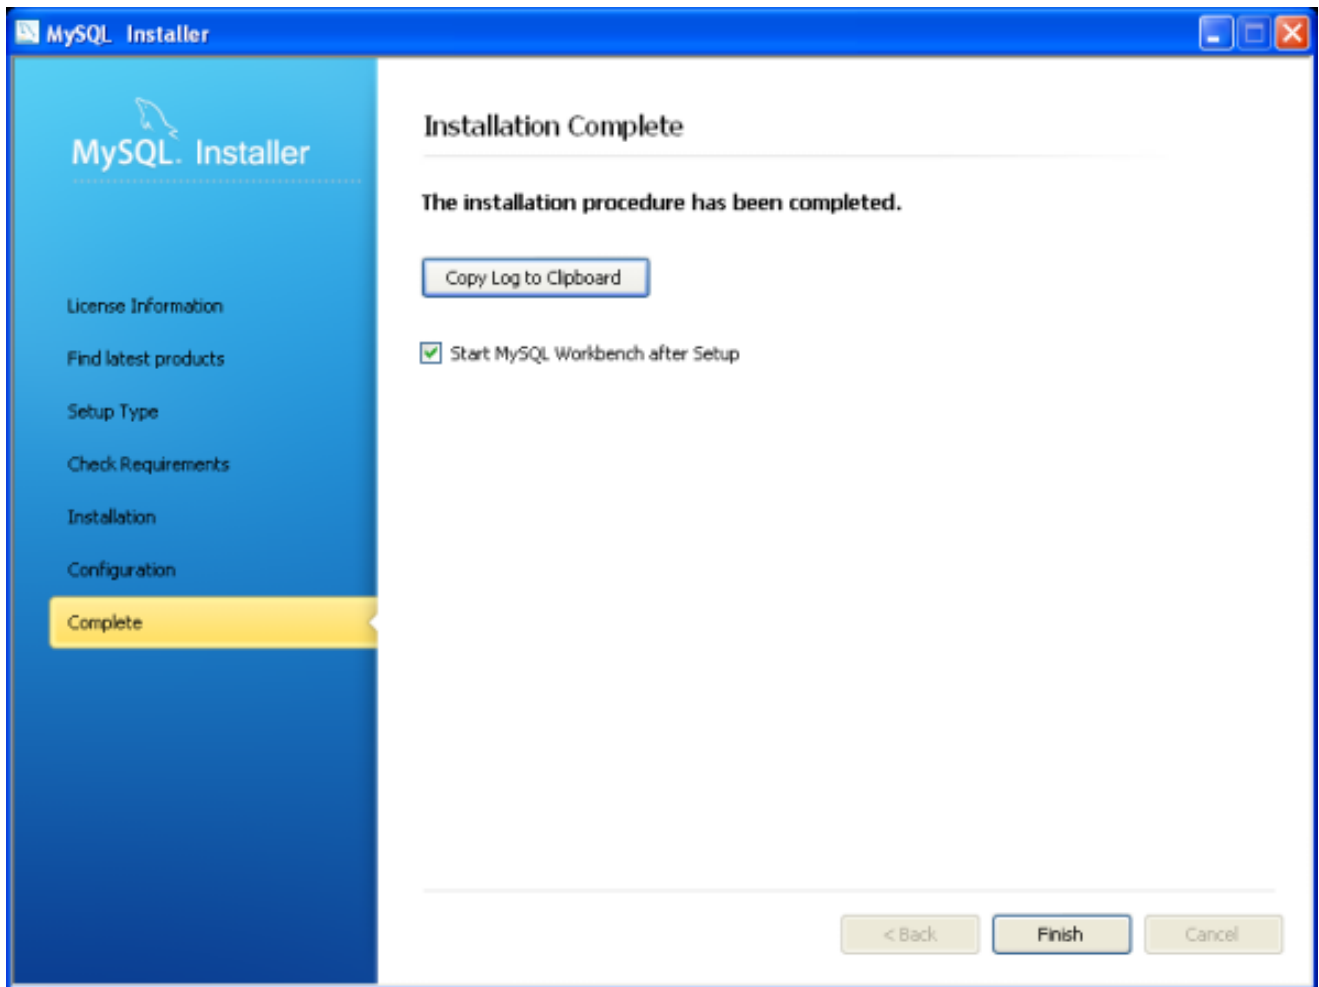 MySQL Installer
MySQL. Installer
Installation Complete
The installation procedure has been completed.
Copy Log to Clipboard
Start MySQL Workbench after Setup
License Information
Find latest products
Setup Type
Check Requirements
Installation
Configuration
Complete
< Back
Finish
Cancel